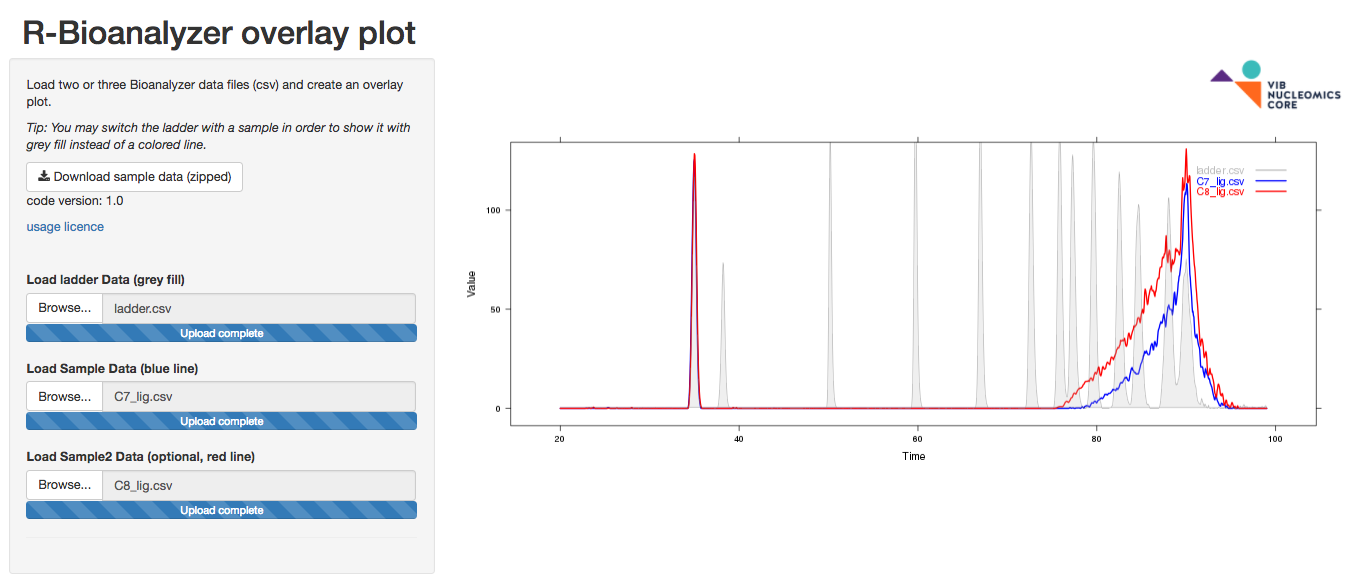 R-Bioanalyzer overlay plot
Load two or three Bioanalyzer data files (csv) and create an overlay
plot.
Tip: You may switch the ladder with a sample in order to show it with
grey fill instead of a colored line.
Download sample data (zipped)
code version: 1.0
usage licence
Load ladder Data (grey fill)
Browse... ladder.csv
Upload complete
Load Sample Data (blue line)
Browse... C7_lig.csv
Upload complete
Load Sample2 Data (optional, red line)
Browse... C8_lig.csv
Upload complete
VIB
NUCLEOMICS
CORE
ladder.csv
C7_lig.csv
C8_lig.csv
Value
100
50
0
20 40 60 80 100
Time